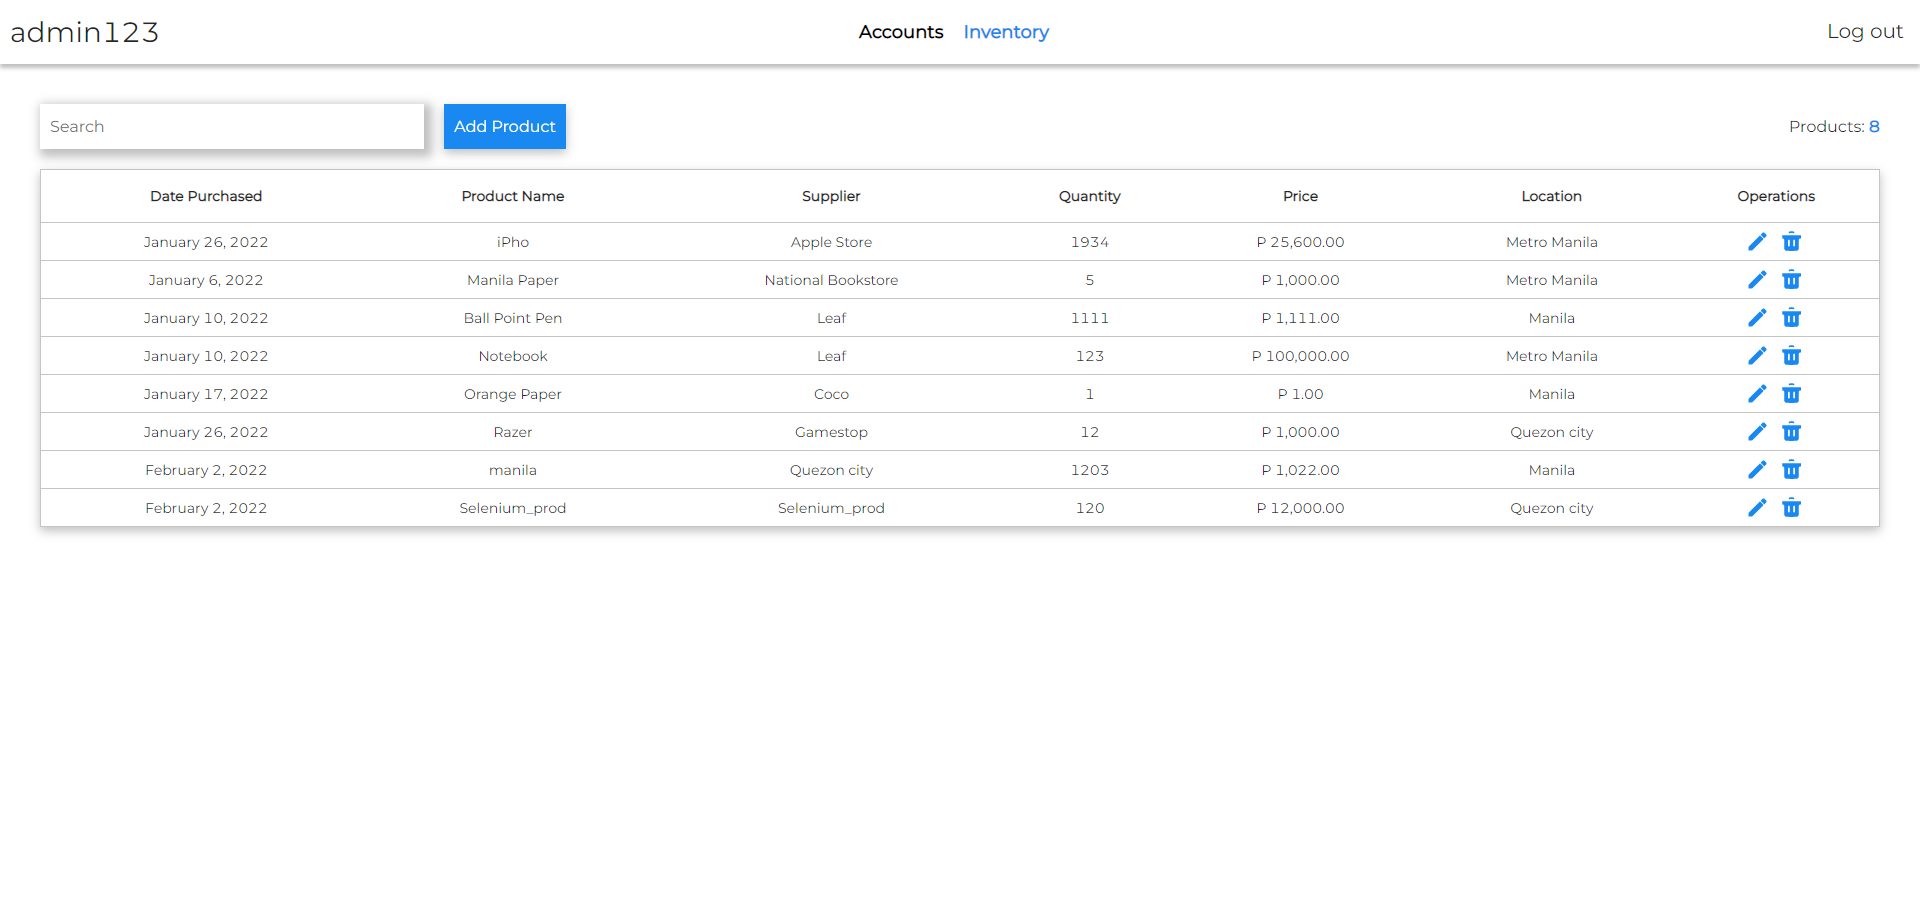 admin123 Accounts Inventory Log out
Search Add Product Products: 8
Date Purchased Product Name Supplier Quantity Price Location Operations
January 26, 2022 iPho Apple Store 1934 P 25,600.00 Metro Manila
January 6, 2022 Manila Paper National Bookstore 5 P 1,000.00 Metro Manila
January 10, 2022 Ball Point Pen Leaf 1111 P 1,111.00 Manila
January 10, 2022 Notebook Leaf 123 P 100,000.00 Metro Manila
January 17, 2022 Orange Paper Coco 1 P 1.00 Manila
January 26, 2022 Razer Gamestop 12 P 1,000.00 Quezon city
February 2, 2022 manila Quezon city 1203 P 1,022.00 Manila
February 2, 2022 Selenium_prod Selenium_prod 120 P 12,000.00 Quezon city